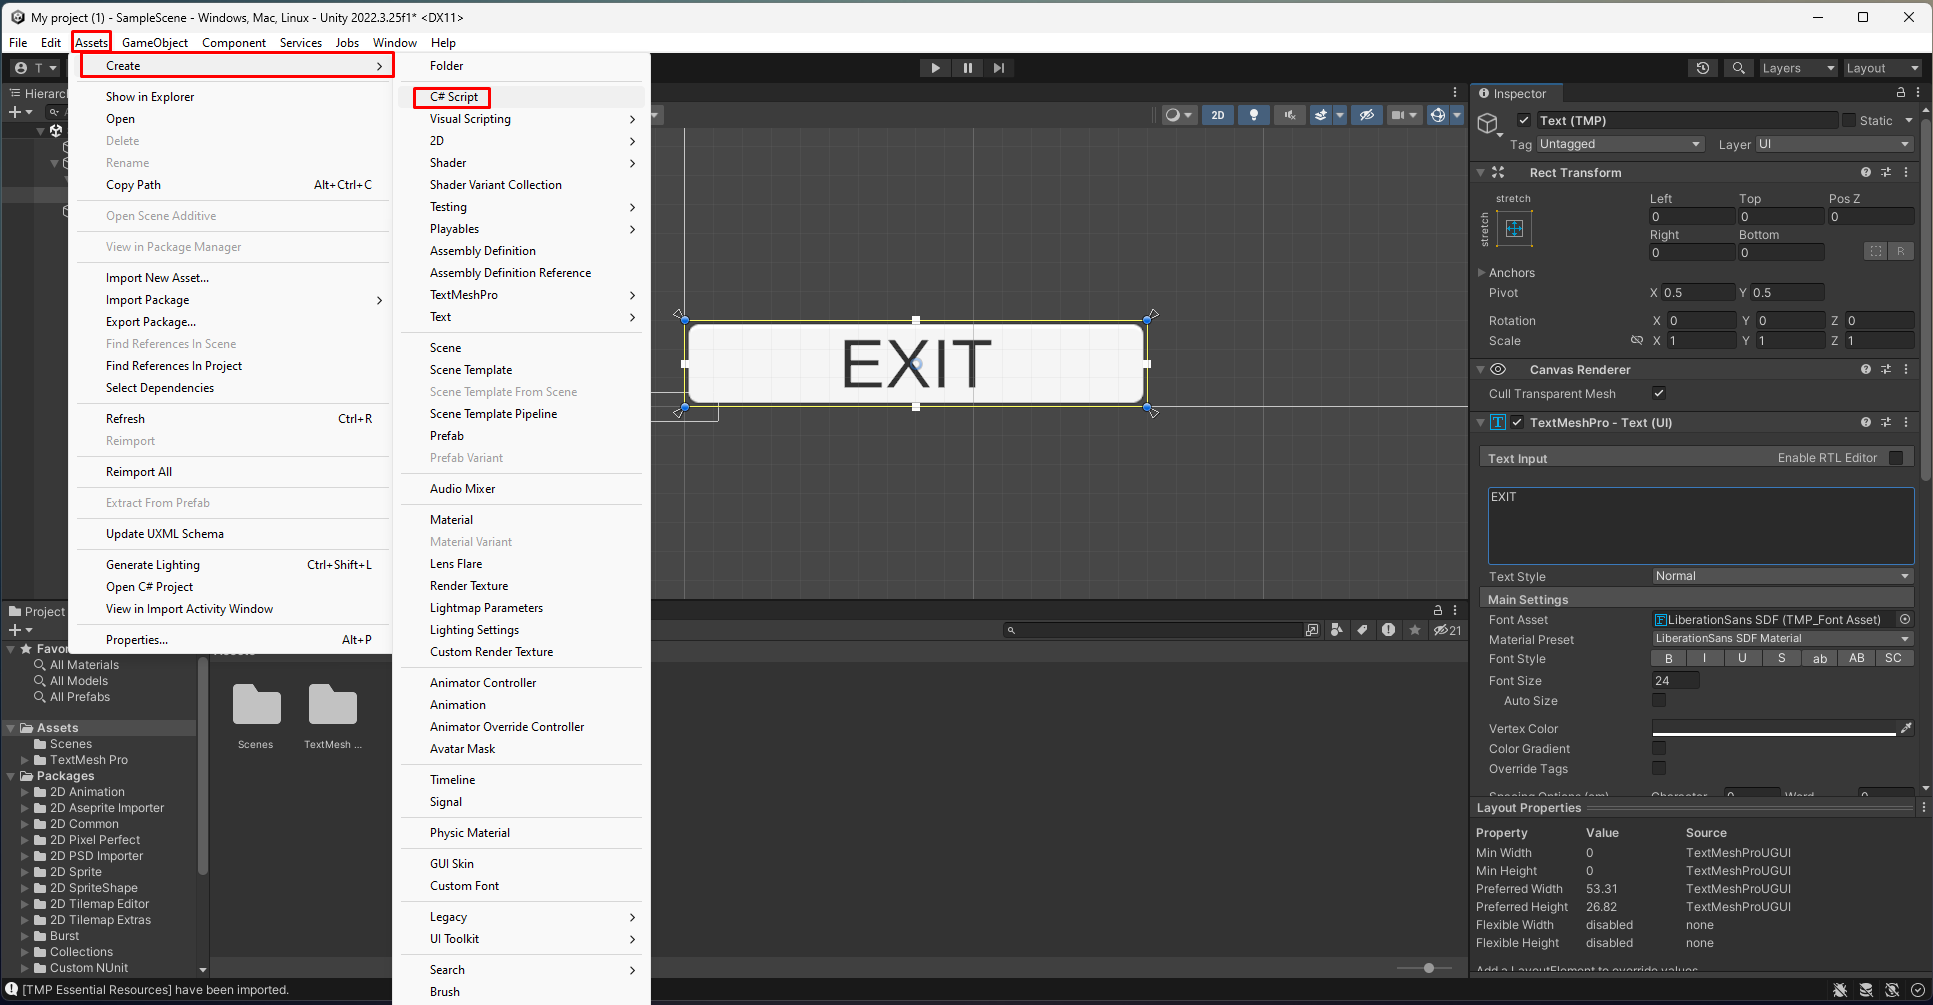 My project (1) - SampleScene - Windows, Mac, Linux - Unity 2022.3.25f1* <DX11>
File Edit Assets GameObject Component Services Jobs Window Help
T
Layers
Layout
Create
Show in Explorer
Open
Delete
Rename
Copy Path Alt+Ctrl+C
Open Scene Additive
View in Package Manager
Import New Asset...
Import Package
Export Package...
Find References In Scene
Find References In Project
Select Dependencies
Refresh Ctrl+R
Reimport
Reimport All
Extract From Prefab
Update UXML Schema
Generate Lighting Ctrl+Shift+L
Open C# Project
View in Import Activity Window
Properties... Alt+P
Folder
C# Script
Visual Scripting
2D
Shader
Shader Variant Collection
Testing
Playables
Assembly Definition
Assembly Definition Reference
TextMeshPro
Text
Scene
Scene Template
Scene Template From Scene
Scene Template Pipeline
Prefab
Prefab Variant
Audio Mixer
Material
Material Variant
Lens Flare
Render Texture
Lightmap Parameters
Lighting Settings
Custom Render Texture
Animator Controller
Animation
Animator Override Controller
Avatar Mask
Timeline
Signal
Physic Material
GUI Skin
Custom Font
Legacy
UI Toolkit
Search
Brush
2D
EXIT
21
Project
All Materials
All Models
All Prefabs
Assets
Scenes
TextMesh Pro
Packages
2D Animation
2D Aseprite Importer
2D Common
2D Pixel Perfect
2D PSD Importer
2D Sprite
2D SpriteShape
2D Tilemap Editor
2D Tilemap Extras
Burst
Collections
Custom NUnit
Scenes
TextMesh ...
[TMP Essential Resources] have been imported.
Inspector
Text (TMP) Static
Tag Untagged Layer UI
Rect Transform
stretch
stretch
Left Top Pos Z
0 0 0
Right Bottom
0 0
R
Anchors
Pivot X 0.5 Y 0.5
Rotation X 0 Y 0 Z 0
Scale X 1 Y 1 Z 1
Canvas Renderer
Cull Transparent Mesh
TextMeshPro - Text (UI)
Text Input Enable RTL Editor
EXIT
Text Style Normal
Main Settings
Font Asset LiberationSans SDF (TMP_Font Asset)
Material Preset LiberationSans SDF Material
Font Style B I U S ab AB SC
Font Size 24
Auto Size
Vertex Color
Color Gradient
Override Tags
Layout Properties
Property Value Source
Min Width 0 TextMeshProUGUI
Min Height 0 TextMeshProUGUI
Preferred Width 53.31 TextMeshProUGUI
Preferred Height 26.82 TextMeshProUGUI
Flexible Width disabled none
Flexible Height disabled none
Add a LayoutElement to override values